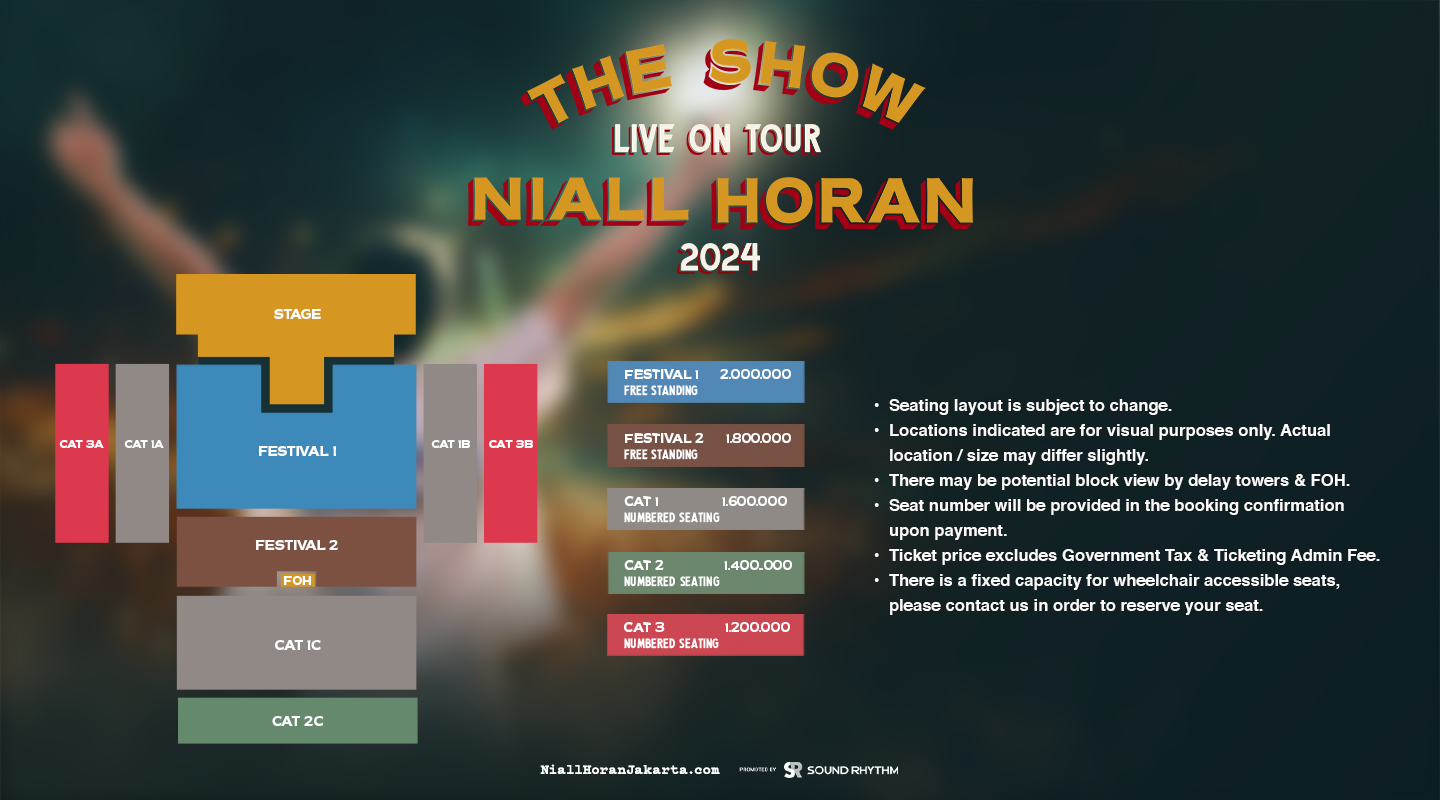 THE SHOW
LIVE ON TOUR
NIALL HORAN
2024
STAGE
CAT 3A
CAT 1A
FESTIVAL 1
CAT 1B
CAT 3B
FESTIVAL 2
FOH
CAT 1C
CAT 2C
FESTIVAL 1 2.000.000
FREE STANDING
FESTIVAL 2 1.800.000
FREE STANDING
CAT 1 1.600.000
NUMBERED SEATING
CAT 2 1.400.000
NUMBERED SEATING
CAT 3 1.200.000
NUMBERED SEATING
• Seating layout is subject to change.
• Locations indicated are for visual purposes only. Actual
location / size may differ slightly.
• There may be potential block view by delay towers & FOH.
• Seat number will be provided in the booking confirmation
upon payment.
• Ticket price excludes Government Tax & Ticketing Admin Fee.
• There is a fixed capacity for wheelchair accessible seats,
please contact us in order to reserve your seat.
NiallHoranJakarta.com PROMOTED BY SR SOUND RHYTHM